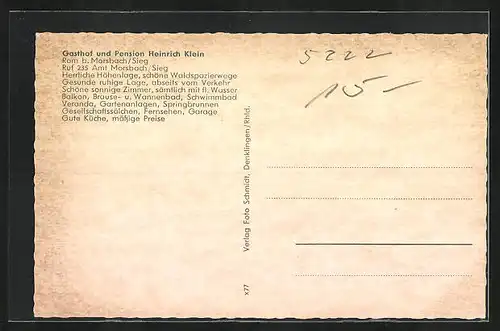 Gasthof und Pension Heinrich Klein
Rom b. Morsbach/Sieg
Ruf 235 Amt Morsbach/Sieg
Herrliche Höhenlage, schöne Waldspazierwege
Gesunde ruhige Lage, abseits vom Verkehr
Schöne sonnige Zimmer, sämtlich mit fl. Wasser
Balkon, Brause- u. Wannenbad, Schwimmbad
Veranda, Gartenanlagen, Springbrunnen
Gesellschaftssälchen, Fernsehen, Garage
Gute Küche, mäßige Preise
5222
15-
Verlag Foto Schmidt, Denklingen/Rhld.
x77